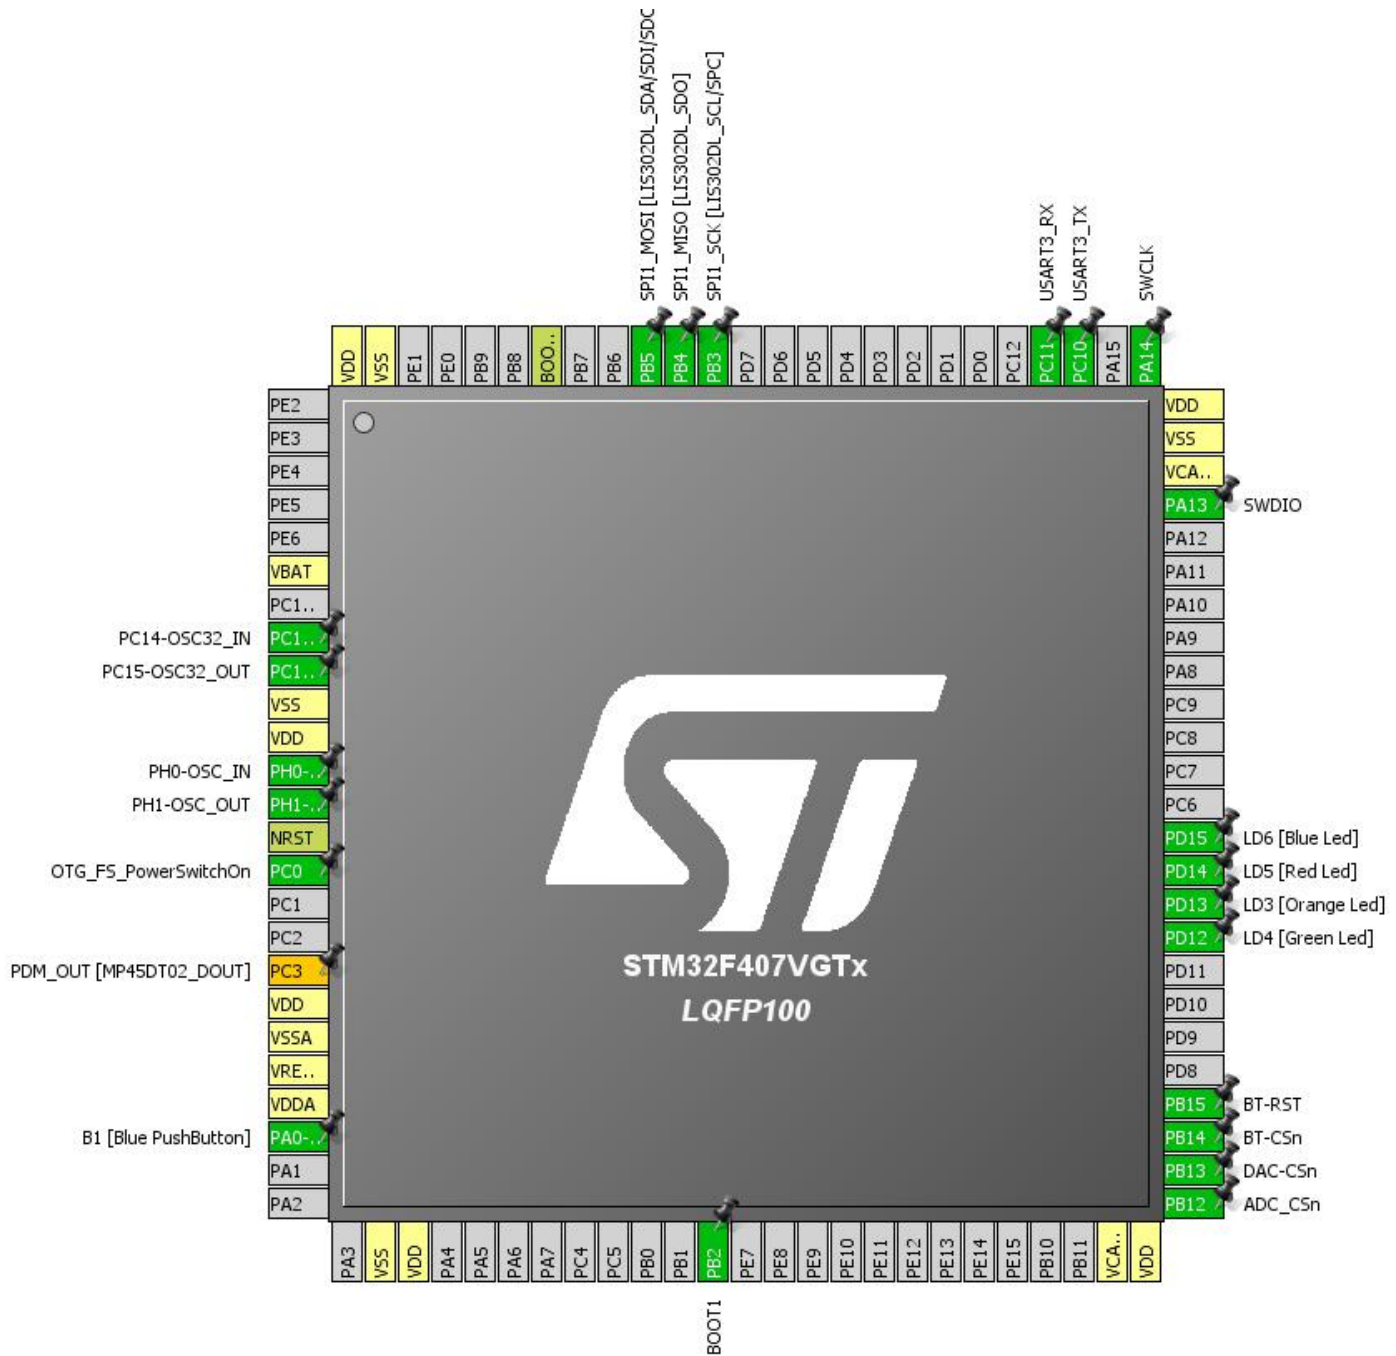 SPI1_MOSI [LIS302DL_SDA/SDI/SDO
SPI1_MISO [LIS302DL_SDO]
SPI1_SCK [LIS302DL_SCL/SPC]
USART3_RX
USART3_TX
SWCLK
VDD
VSS
PE1
PE0
PB9
PB8
BOO..
PB7
PB6
PB5
PB4
PB3
PD7
PD6
PD5
PD4
PD3
PD2
PD1
PD0
PC12
PC11
PC10
PA15
PA14
PE2
PE3
PE4
PE5
PE6
VBAT
PC1..
PC14-OSC32_IN PC1..
PC15-OSC32_OUT PC1..
VSS
VDD
PH0-OSC_IN PH0-..
PH1-OSC_OUT PH1-..
NRST
OTG_FS_PowerSwitchOn PC0
PC1
PC2
PDM_OUT [MP45DT02_DOUT] PC3
VDD
VSSA
VRE..
VDDA
B1 [Blue PushButton] PA0-..
PA1
PA2
ST
STM32F407VGTx
LQFP100
VDD
VSS
VCA..
PA13 SWDIO
PA12
PA11
PA10
PA9
PA8
PC9
PC8
PC7
PC6
PD15 LD6 [Blue Led]
PD14 LD5 [Red Led]
PD13 LD3 [Orange Led]
PD12 LD4 [Green Led]
PD11
PD10
PD9
PD8
PB15 BT-RST
PB14 BT-CSn
PB13 DAC-CSn
PB12 ADC_CSn
PA3
VSS
VDD
PA4
PA5
PA6
PA7
PC4
PC5
PB0
PB1
PB2
PE7
PE8
PE9
PE10
PE11
PE12
PE13
PE14
PE15
PB10
PB11
VCA..
VDD
BOOT1